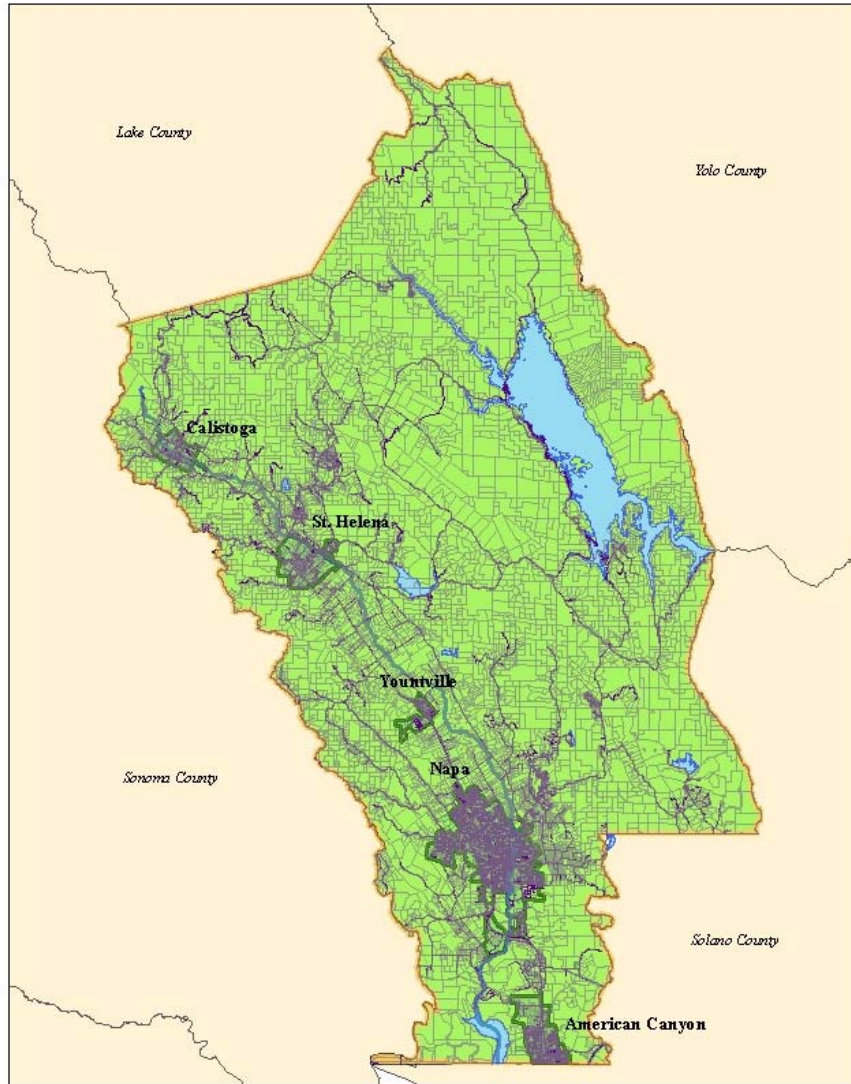 Lake County
Yolo County
Calistoga
St. Helena
Yountville
Napa
Sonoma County
Solano County
American Canyon